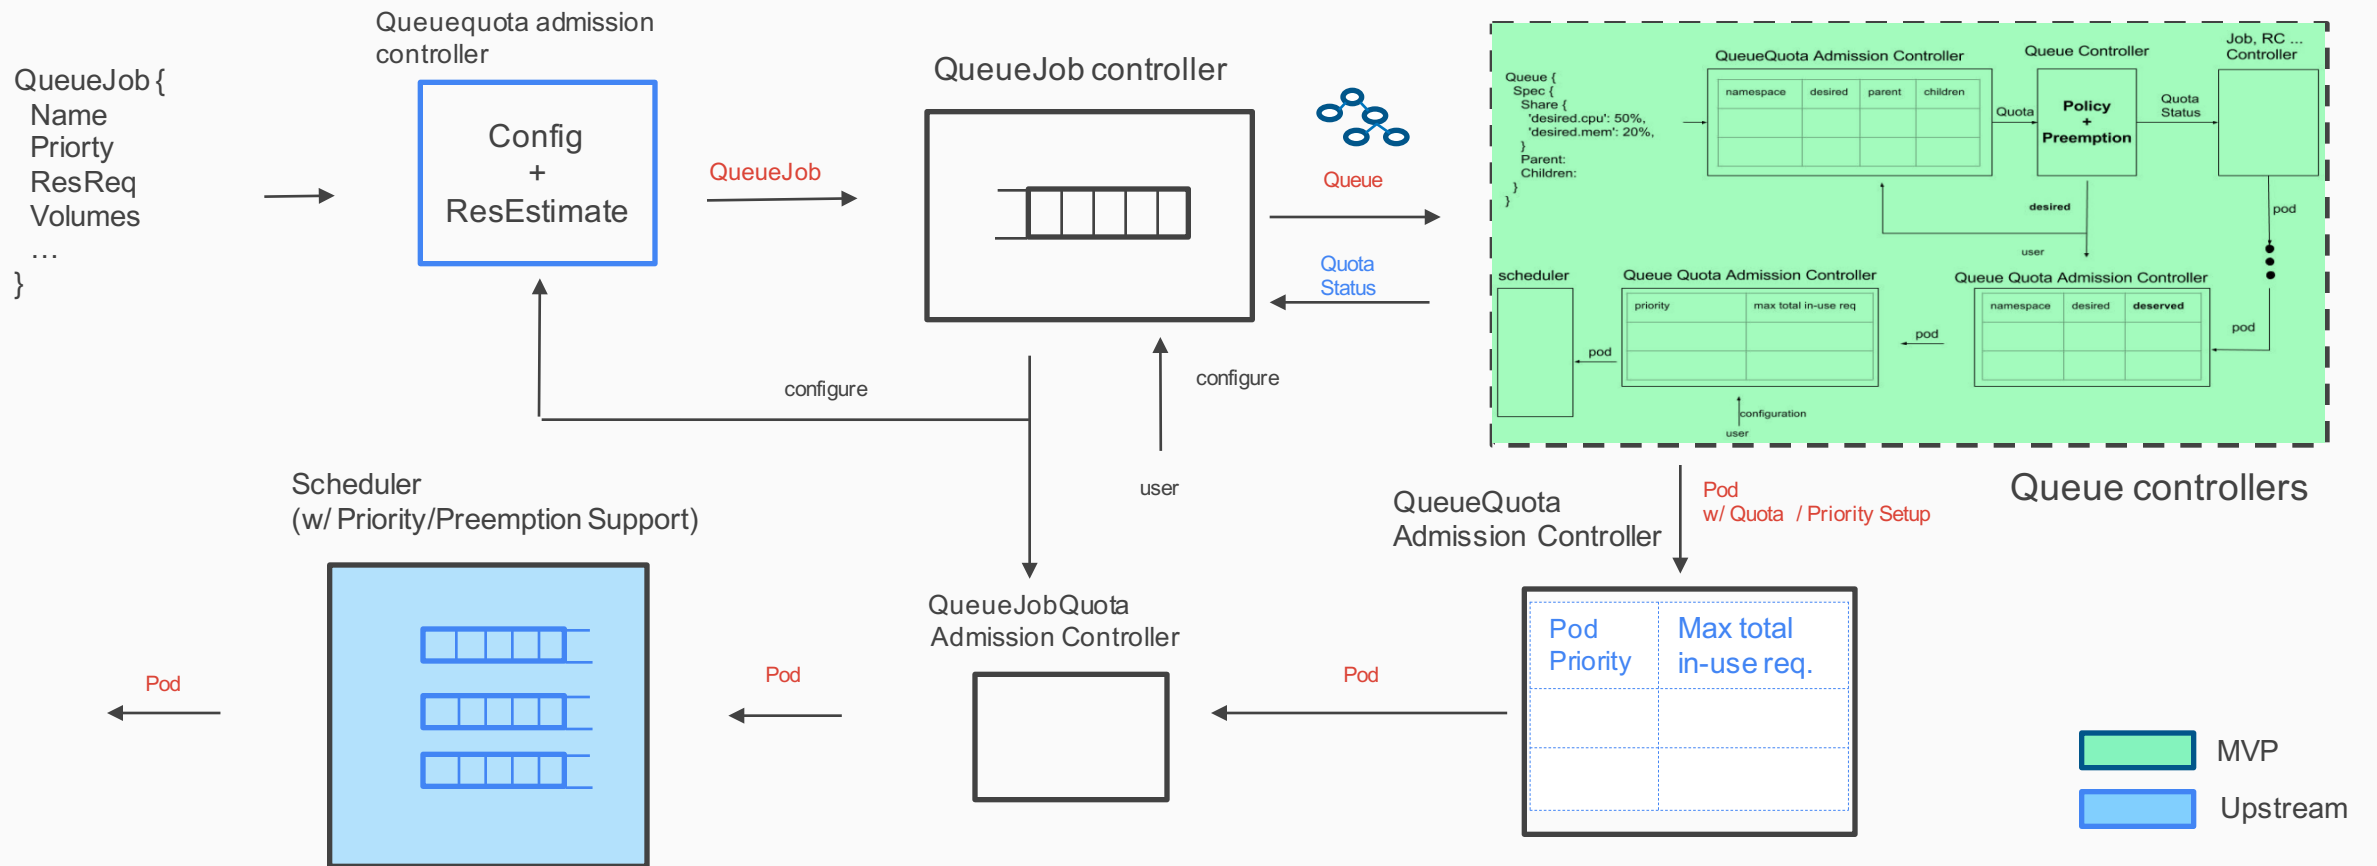 Queuequota admission
controller
QueueJob {
Name
Priorty
ResReq
Volumes
...
}
Config
+
ResEstimate
QueueJob
QueueJob controller
Queue
Quota
Status
configure
configure
user
QueueQuota Admission Controller
Queue Controller
Job, RC ...
Controller
Queue {
Spec {
Share {
'desired.cpu': 50%,
'desired.mem': 20%,
}
Parent:
Children:
}
}
namespace desired parent children
Quota
Policy
+
Preemption
Quota
Status
desired
pod
user
scheduler
Queue Quota Admission Controller
Queue Quota Admission Controller
priority max total in-use req
namespace desired deserved
pod
pod
pod
configuration
user
Queue controllers
Scheduler
(w/ Priority/Preemption Support)
QueueQuota
Admission Controller
Pod
w/ Quota / Priority Setup
QueueJobQuota
Admission Controller
Pod
Priority
Max total
in-use req.
Pod
Pod
Pod
MVP
Upstream